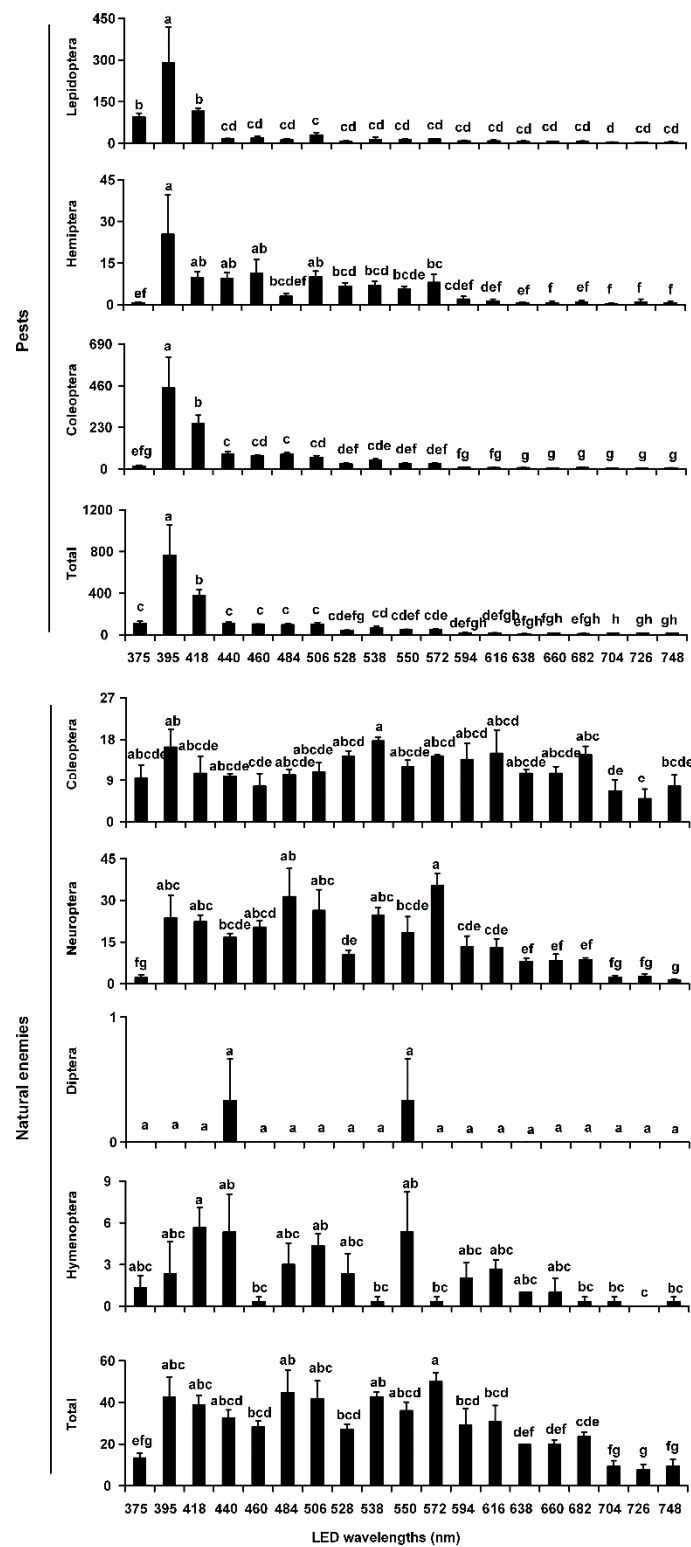 Pests
Lepidoptera
450
300
150
0
b a b cd cd cd c cd cd cd cd cd cd cd cd cd d cd cd
Hemiptera
45
30
15
0
ef a ab ab ab bcdef ab bcd bcd bcde bc cdef def ef f ef f f f
Coleoptera
690
460
230
0
efg a b c cd c cd def cde def def fg fg g g g g g g
Total
1200
800
400
0
c a b c c c c cdefg cd cdef cde defgh defgh efgh fgh efgh h gh gh
375 395 418 440 460 484 506 528 538 550 572 594 616 638 660 682 704 726 748
Natural enemies
Coleoptera
27
18
9
0
abcde ab abcde abcde cde abcde abcde abcd a abcde abcd abcd abcd abcde abcde abc de e bcde
Neuroptera
45
30
15
0
fg abc abc bcde abcd ab abc de abc bcde a cde cde ef ef ef fg fg g
Diptera
1
0
a a a a a a a a a a a a a a a a a a a
Hymenoptera
9
6
3
0
abc abc a ab bc abc ab abc bc ab bc abc abc abc abc bc bc c bc
Total
60
40
20
0
efg abc abc abcd bcd ab abc bcd ab abcd a bcd abc def def cde fg g fg
375 395 418 440 460 484 506 528 538 550 572 594 616 638 660 682 704 726 748
LED wavelengths (nm)